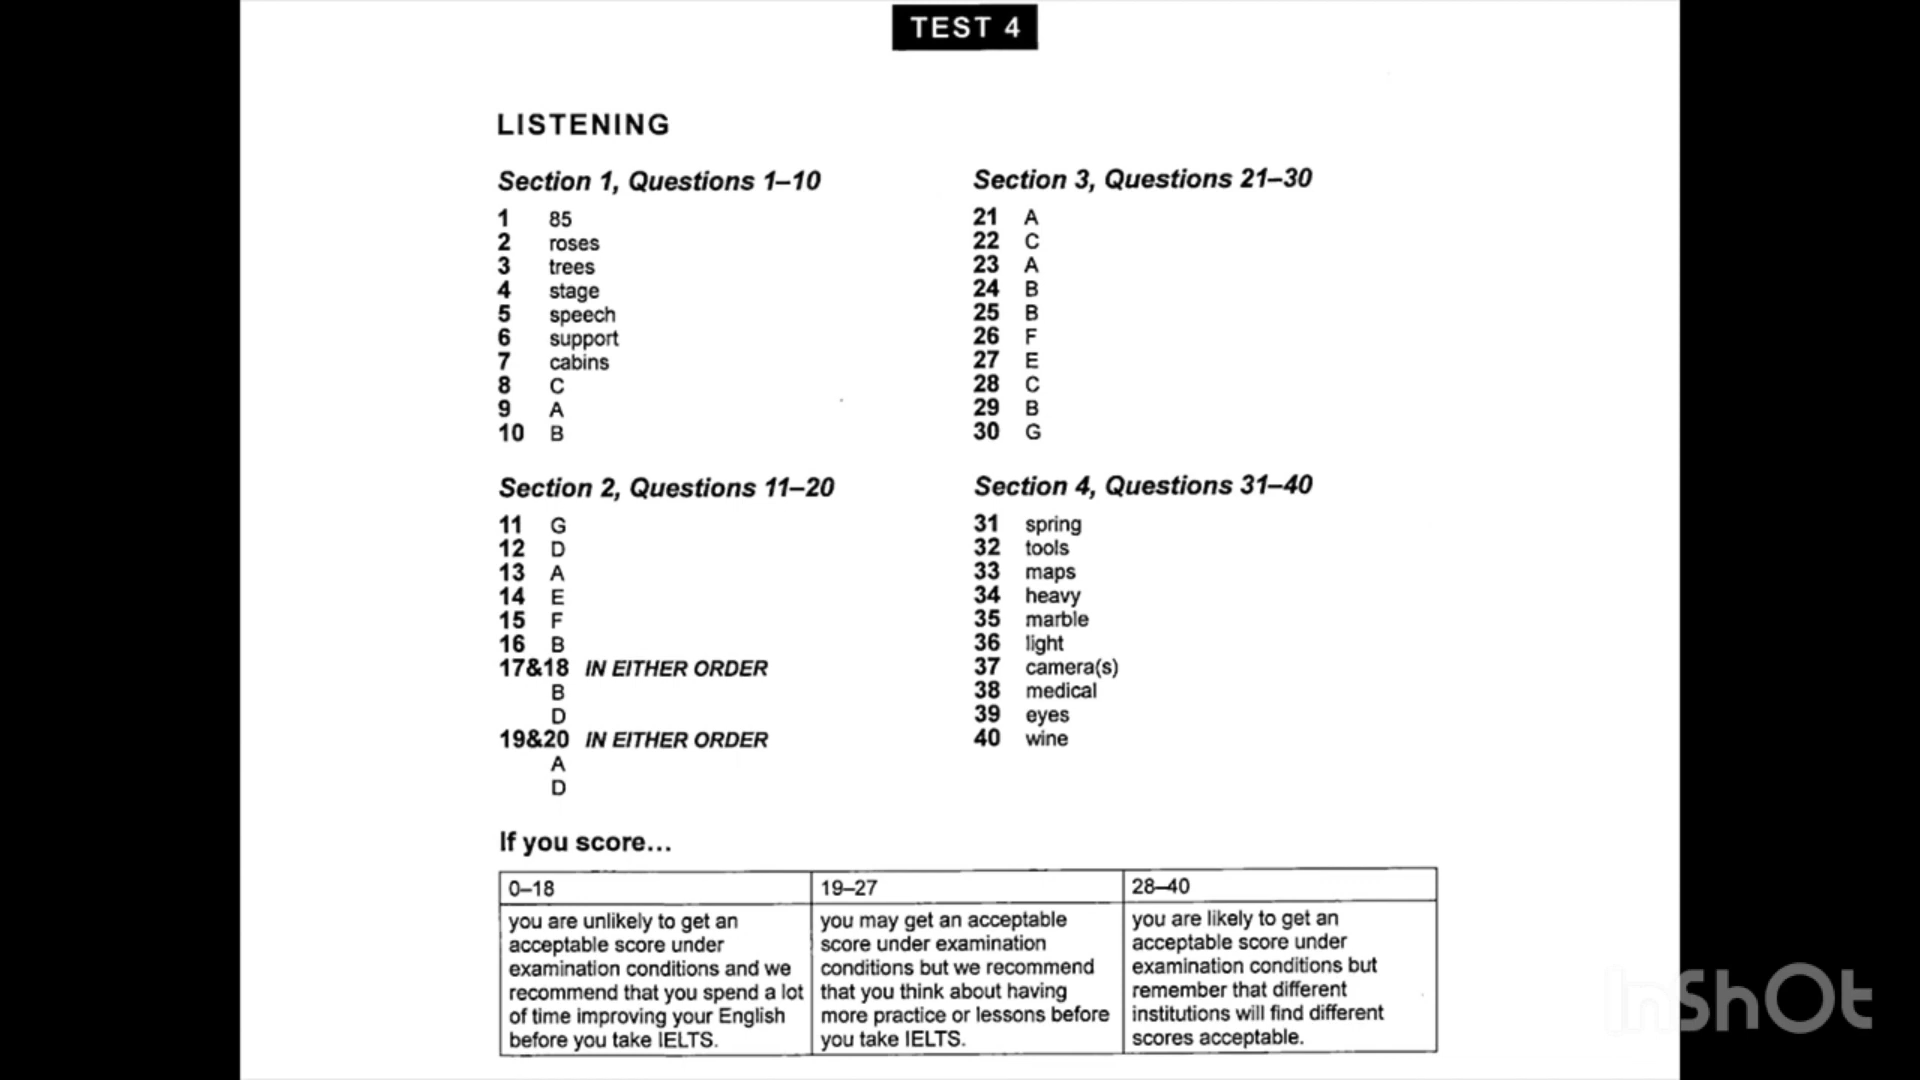 TEST 4
LISTENING
Section 1, Questions 1–10
1 85
2 roses
3 trees
4 stage
5 speech
6 support
7 cabins
8 C
9 A
10 B
Section 2, Questions 11–20
11 G
12 D
13 A
14 E
15 F
16 B
17&18 IN EITHER ORDER
B
D
19&20 IN EITHER ORDER
A
D
Section 3, Questions 21–30
21 A
22 C
23 A
24 B
25 B
26 F
27 E
28 C
29 B
30 G
Section 4, Questions 31–40
31 spring
32 tools
33 maps
34 heavy
35 marble
36 light
37 camera(s)
38 medical
39 eyes
40 wine
If you score...
0–18
you are unlikely to get an
acceptable score under
examination conditions and we
recommend that you spend a lot
of time improving your English
before you take IELTS.
19–27
you may get an acceptable
score under examination
conditions but we recommend
that you think about having
more practice or lessons before
you take IELTS.
28–40
you are likely to get an
acceptable score under
examination conditions but
remember that different
institutions will find different
scores acceptable.
InShOt